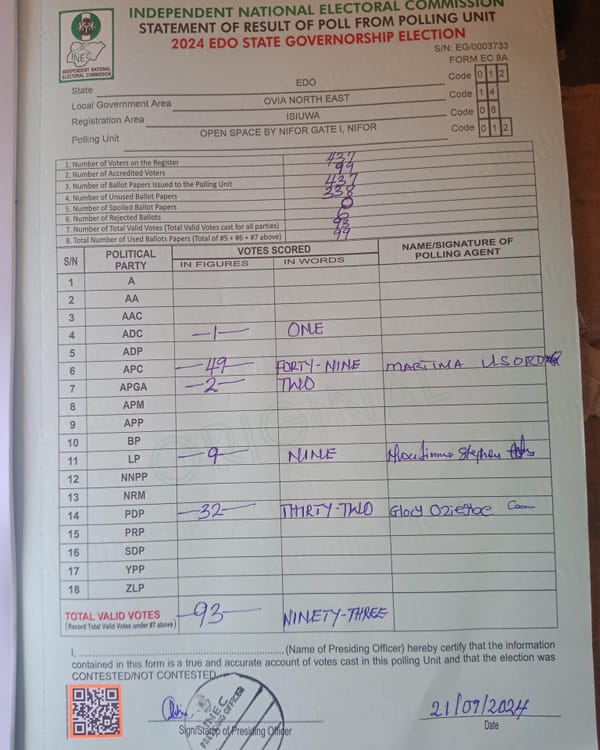 INDEPENDENT NATIONAL ELECTORAL COMMISSION
STATEMENT OF RESULT OF POLL FROM POLLING UNIT
2024 EDO STATE GOVERNORSHIP ELECTION
INEC
INDEPENDENT NATIONAL ELECTORAL COMMISSION
S/N: EG/0003733
FORM EC 8A
State EDO Code 0 1 2
Local Government Area OVIA NORTH EAST Code 1 4
Registration Area ISIUWA Code 0 8
Polling Unit OPEN SPACE BY NIFOR GATE I, NIFOR Code 0 1 2
1. Number of Voters on the Register 437
2. Number of Accredited Voters 99
3. Number of Ballot Papers Issued to the Polling Unit 437
4. Number of Unused Ballot Papers 338
5. Number of Spoiled Ballot Papers 0
6. Number of Rejected Ballots
7. Number of Total Valid Votes (Total Valid Votes cast for all parties) 93
8. Total Number of Used Ballots Papers (Total of #5 + #6 + #7 above) 99
S/N POLITICAL PARTY VOTES SCORED NAME/SIGNATURE OF POLLING AGENT
IN FIGURES IN WORDS
1 A
2 AA
3 AAC
4 ADC -1- ONE
5 ADP
6 APC -49- FORTY-NINE MARTINA
7 APGA -2- TWO
8 APM
9 APP
10 BP
11 LP -9- NINE Stephen
12 NNPP
13 NRM
14 PDP -32- THIRTY-TWO Glory
15 PRP
16 SDP
17 YPP
18 ZLP
TOTAL VALID VOTES -93- NINETY-THREE
(Record Total Valid Votes under #7 above)
ORIGINAL
I, ........................ (Name of Presiding Officer) hereby certify that the information
contained in this form is a true and accurate account of votes cast in this polling Unit and that the election was
CONTESTED/NOT CONTESTED.
INEC
PRESIDING OFFICER
21/09/2024
Sign/Stamp of Presiding Officer Date